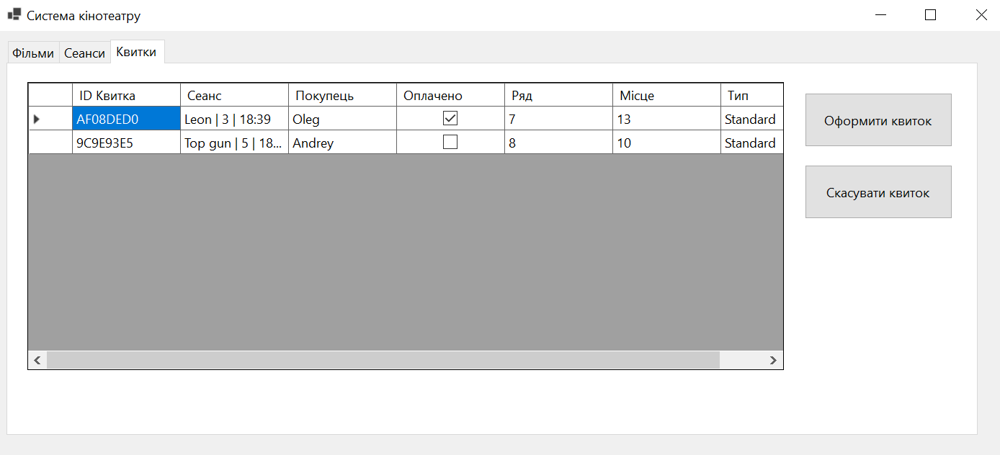 Система кінотеатру
Фільми Сеанси Квитки
ID Квитка Сеанс Покупець Оплачено Ряд Місце Тип
AF08DED0 Leon | 3 | 18:39 Oleg 7 13 Standard
9C9E93E5 Top gun | 5 | 18... Andrey 8 10 Standard
Оформити квиток
Скасувати квиток